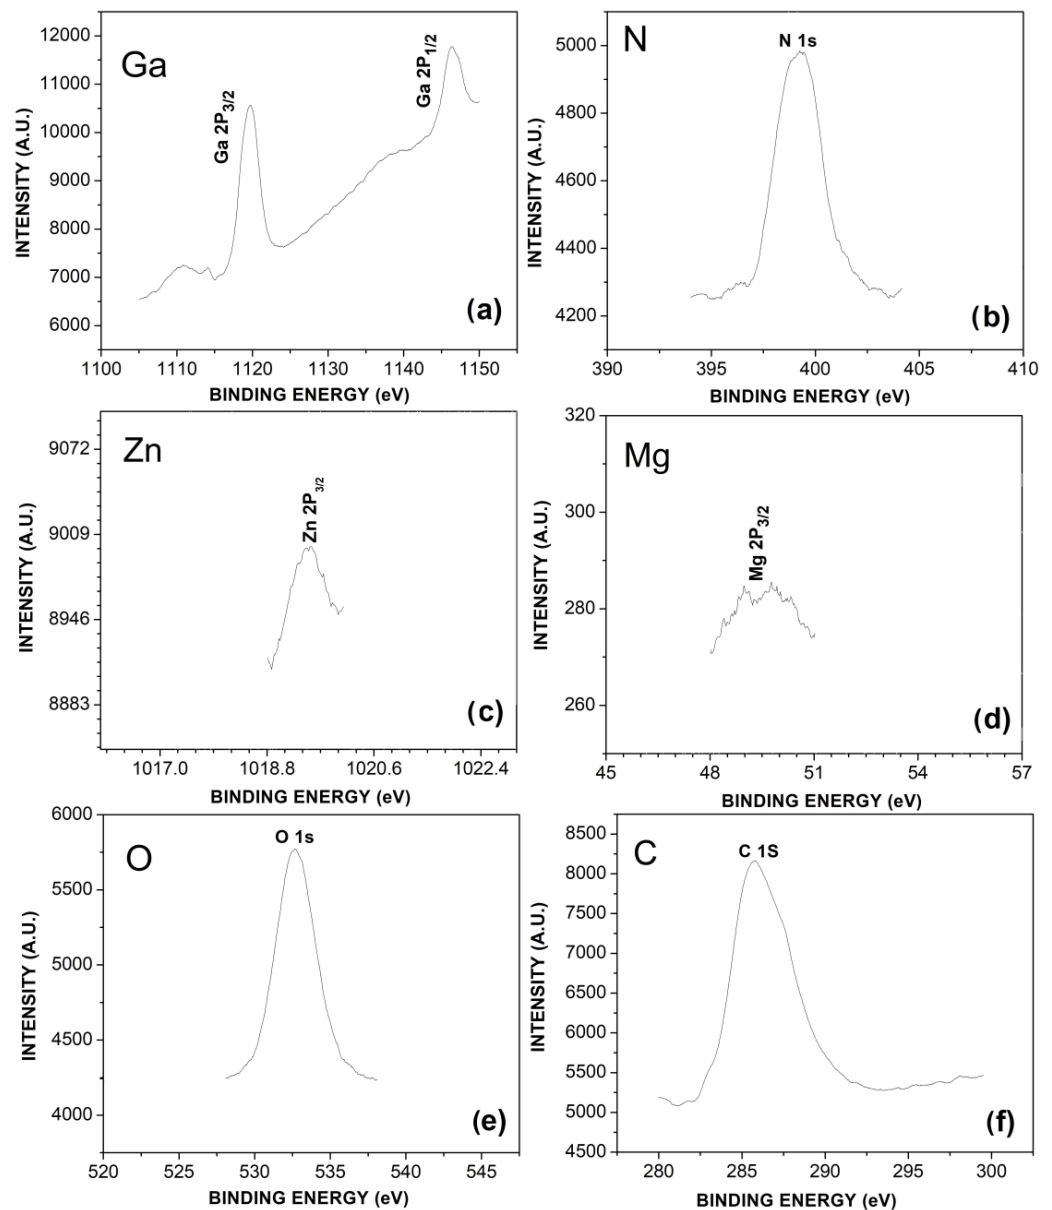 Ga
12000
11000
10000
9000
8000
7000
6000
INTENSITY (A.U.)
Ga 2P3/2
Ga 2P1/2
(a)
1100 1110 1120 1130 1140 1150
BINDING ENERGY (eV)
N
5000
4800
4600
4400
4200
INTENSITY (A.U.)
N 1s
(b)
390 395 400 405 410
BINDING ENERGY (eV)
Zn
9072
9009
8946
8883
INTENSITY (A.U.)
Zn 2P3/2
(c)
1017.0 1018.8 1020.6 1022.4
BINDING ENERGY (eV)
Mg
320
300
280
260
INTENSITY (A.U.)
Mg 2P3/2
(d)
45 48 51 54 57
BINDING ENERGY (eV)
O
6000
5500
5000
4500
4000
INTENSITY (A.U.)
O 1s
(e)
520 525 530 535 540 545
BINDING ENERGY (eV)
C
8500
8000
7500
7000
6500
6000
5500
5000
4500
INTENSITY (A.U.)
C 1S
(f)
280 285 290 295 300
BINDING ENERGY (eV)